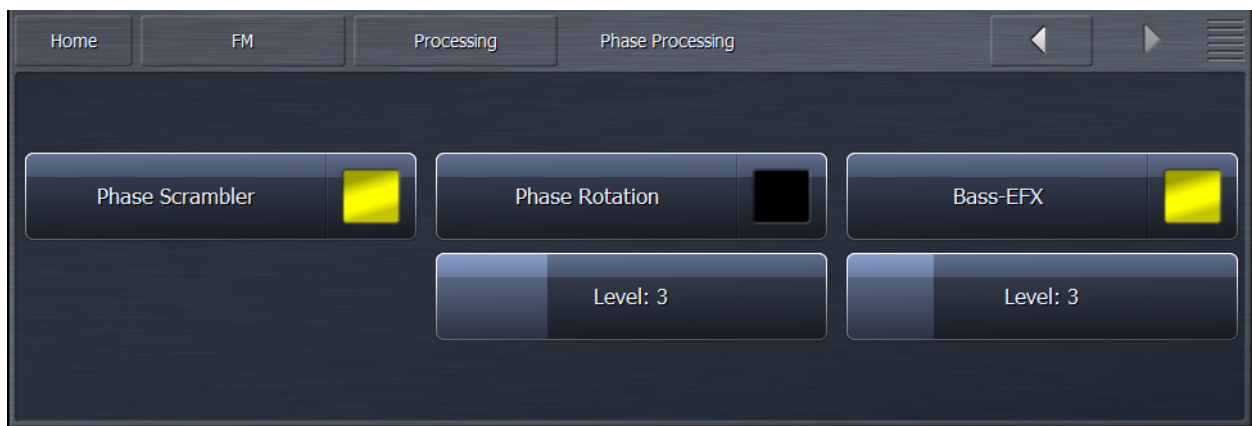 Home FM Processing Phase Processing
Phase Scrambler Phase Rotation Bass-EFX
Level: 3 Level: 3